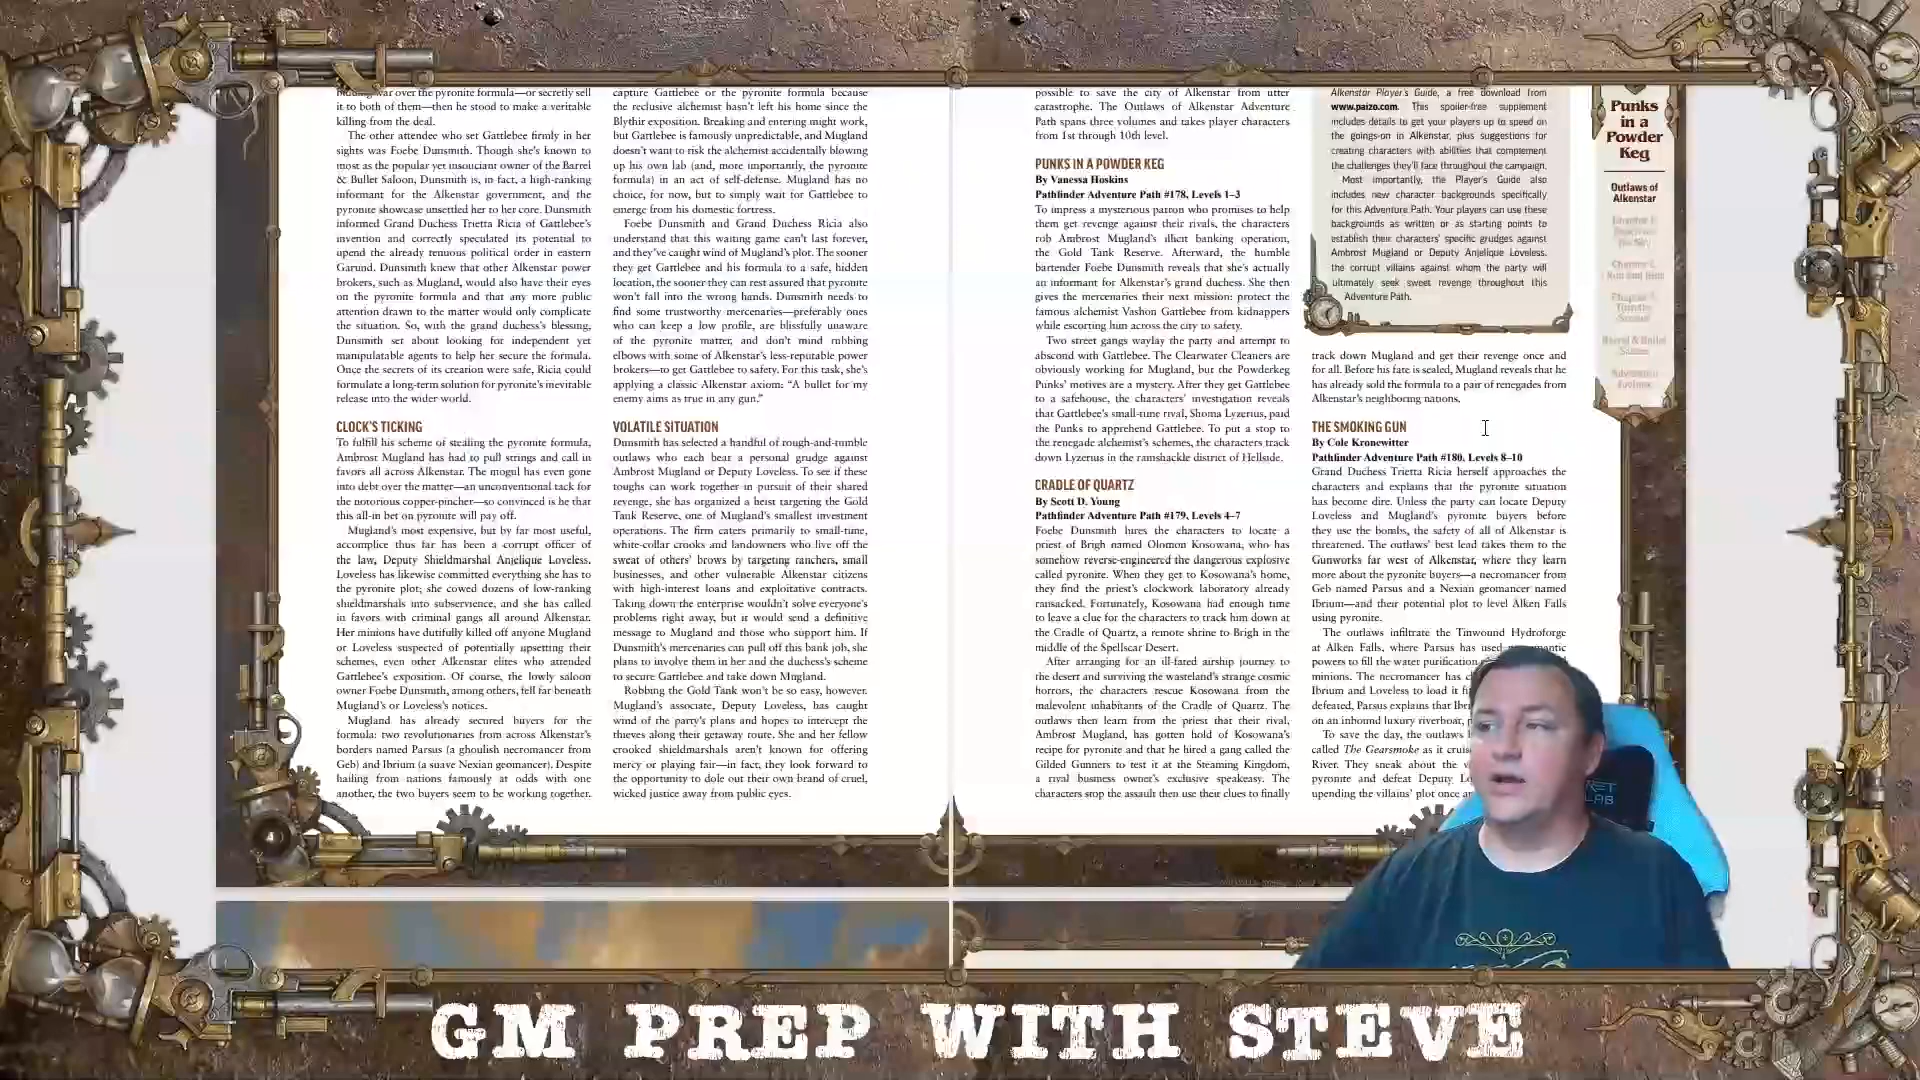 bidding war over the pyronite formula—or secretly sell
it to both of them—then he stood to make a veritable
killing from the deal.
The other attendee who set Gattlebee firmly in her
sights was Foebe Dunsmith. Though she's known to
most as the popular yet insouciant owner of the Barrel
& Bullet Saloon, Dunsmith is, in fact, a high-ranking
informant for the Alkenstar government, and the
pyronite showcase unsettled her to her core. Dunsmith
informed Grand Duchess Trietta Ricia of Gattlebee's
invention and correctly speculated its potential to
upend the already tenuous political order in eastern
Garund. Dunsmith knew that other Alkenstar power
brokers, such as Mugland, would also have their eyes
on the pyronite formula and that any more public
attention drawn to the matter would only complicate
the situation. So, with the grand duchess's blessing,
Dunsmith set about looking for independent yet
manipulatable agents to help her secure the formula.
Once the secrets of its creation were safe, Ricia could
formulate a long-term solution for pyronite's inevitable
release into the wider world.
CLOCK'S TICKING
To fulfill his scheme of stealing the pyronite formula,
Ambrost Mugland has had to pull strings and call in
favors all across Alkenstar. The mogul has even gone
into debt over the matter—an unconventional tack for
the notorious copper-pincher—so convinced is he that
this all-in bet on pyronite will pay off.
Mugland's most expensive, but by far most useful,
accomplice thus far has been a corrupt officer of
the law, Deputy Shieldmarshal Anjelique Loveless.
Loveless has likewise committed everything she has to
the pyronite plot; she cowed dozens of low-ranking
shieldmarshals into subservience, and she has called
in favors with criminal gangs all around Alkenstar.
Her minions have dutifully killed off anyone Mugland
or Loveless suspected of potentially upsetting their
schemes, even other Alkenstar elites who attended
Gattlebee's exposition. Of course, the lowly saloon
owner Foebe Dunsmith, among others, fell far beneath
Mugland's or Loveless's notices.
Mugland has already secured buyers for the
formula: two revolutionaries from across Alkenstar's
borders named Parsus (a ghoulish necromancer from
Geb) and Ibrium (a suave Nexian geomancer). Despite
hailing from nations famously at odds with one
another, the two buyers seem to be working together.
capture Gattlebee or the pyronite formula because
the reclusive alchemist hasn't left his home since the
Blythir exposition. Breaking and entering might work,
but Gattlebee is famously unpredictable, and Mugland
doesn't want to risk the alchemist accidentally blowing
up his own lab (and, more importantly, the pyronite
formula) in an act of self-defense. Mugland has no
choice, for now, but to simply wait for Gattlebee to
emerge from his domestic fortress.
Foebe Dunsmith and Grand Duchess Ricia also
understand that this waiting game can't last forever,
and they've caught wind of Mugland's plot. The sooner
they get Gattlebee and his formula to a safe, hidden
location, the sooner they can rest assured that pyronite
won't fall into the wrong hands. Dunsmith needs to
find some trustworthy mercenaries—preferably ones
who can keep a low profile, are blissfully unaware
of the pyronite matter, and don't mind rubbing
elbows with some of Alkenstar's less-reputable power
brokers—to get Gattlebee to safety. For this task, she's
applying a classic Alkenstar axiom: "A bullet for my
enemy aims as true in any gun."
VOLATILE SITUATION
Dunsmith has selected a handful of rough-and-tumble
outlaws who each bear a personal grudge against
Ambrost Mugland or Deputy Loveless. To see if these
toughs can work together in pursuit of their shared
revenge, she has organized a heist targeting the Gold
Tank Reserve, one of Mugland's smallest investment
operations. The firm caters primarily to small-time,
white-collar crooks and landowners who live off the
sweat of others' brows by targeting ranchers, small
businesses, and other vulnerable Alkenstar citizens
with high-interest loans and exploitative contracts.
Taking down the enterprise wouldn't solve everyone's
problems right away, but it would send a definitive
message to Mugland and those who support him. If
Dunsmith's mercenaries can pull off this bank job, she
plans to involve them in her and the duchess's scheme
to secure Gattlebee and take down Mugland.
Robbing the Gold Tank won't be so easy, however.
Mugland's associate, Deputy Loveless, has caught
wind of the party's plans and hopes to intercept the
thieves along their getaway route. She and her fellow
crooked shieldmarshals aren't known for offering
mercy or playing fair—in fact, they look forward to
the opportunity to dole out their own brand of cruel,
wicked justice away from public eyes.
possible to save the city of Alkenstar from utter
catastrophe. The Outlaws of Alkenstar Adventure
Path spans three volumes and takes player characters
from 1st through 10th level.
PUNKS IN A POWDER KEG
By Vanessa Hoskins
Pathfinder Adventure Path #178, Levels 1–3
To impress a mysterious patron who promises to help
them get revenge against their rivals, the characters
rob Ambrost Mugland's illicit banking operation,
the Gold Tank Reserve. Afterward, the humble
bartender Foebe Dunsmith reveals that she's actually
an informant for Alkenstar's grand duchess. She then
gives the mercenaries their next mission: protect the
famous alchemist Vashon Gattlebee from kidnappers
while escorting him across the city to safety.
Two street gangs waylay the party and attempt to
abscond with Gattlebee. The Clearwater Cleaners are
obviously working for Mugland, but the Powderkeg
Punks' motives are a mystery. After they get Gattlebee
to a safehouse, the characters' investigation reveals
that Gattlebee's small-time rival, Shoma Lyzerius, paid
the Punks to apprehend Gattlebee. To put a stop to
the renegade alchemist's schemes, the characters track
down Lyzerius in the ramshackle district of Hellside.
CRADLE OF QUARTZ
By Scott D. Young
Pathfinder Adventure Path #179, Levels 4–7
Foebe Dunsmith hires the characters to locate a
priest of Brigh named Olomon Kosowana, who has
somehow reverse-engineered the dangerous explosive
called pyronite. When they get to Kosowana's home,
they find the priest's clockwork laboratory already
ransacked. Fortunately, Kosowana had enough time
to leave a clue for the characters to track him down at
the Cradle of Quartz, a remote shrine to Brigh in the
middle of the Spellscar Desert.
After arranging for an ill-fated airship journey to
the desert and surviving the wasteland's strange cosmic
horrors, the characters rescue Kosowana from the
malevolent inhabitants of the Cradle of Quartz. The
outlaws then learn from the priest that their rival,
Ambrost Mugland, has gotten hold of Kosowana's
recipe for pyronite and that he hired a gang called the
Gilded Gunners to test it at the Steaming Kingdom,
a rival business owner's exclusive speakeasy. The
characters stop the assault then use their clues to finally
Alkenstar Player's Guide, a free download from
www.paizo.com. This spoiler-free supplement
includes details to get your players up to speed on
the goings-on in Alkenstar, plus suggestions for
creating characters with abilities that complement
the challenges they'll face throughout the campaign.
Most importantly, the Player's Guide also
includes new character backgrounds specifically
for this Adventure Path. Your players can use these
backgrounds as written or as starting points to
establish their characters' specific grudges against
Ambrost Mugland or Deputy Anjelique Loveless,
the corrupt villains against whom the party will
ultimately seek sweet revenge throughout this
Adventure Path.
track down Mugland and get their revenge once and
for all. Before his fate is sealed, Mugland reveals that he
has already sold the formula to a pair of renegades from
Alkenstar's neighboring nations.
THE SMOKING GUN
By Cole Kronewitter
Pathfinder Adventure Path #180, Levels 8–10
Grand Duchess Trietta Ricia herself approaches the
characters and explains that the pyronite situation
has become dire. Unless the party can locate Deputy
Loveless and Mugland's pyronite buyers before
they use the bombs, the safety of all of Alkenstar is
threatened. The outlaws' best lead takes them to the
Gunworks far west of Alkenstar, where they learn
more about the pyronite buyers—a necromancer from
Geb named Parsus and a Nexian geomancer named
Ibrium—and their potential plot to level Alken Falls
using pyronite.
The outlaws infiltrate the Tinwound Hydroforge
at Alken Falls, where Parsus has used
powers to fill the water purification
minions. The necromancer has
Ibrium and Loveless to load it
defeated, Parsus explains that
on an inbound luxury riverboat,
To save the day, the outlaws
called The Gearsmoke as it
River. They sneak about the
pyronite and defeat Deputy
upending the villains' plot once
Punks
in a
Powder
Keg
Outlaws of
Alkenstar
GM PREP WITH STEVE